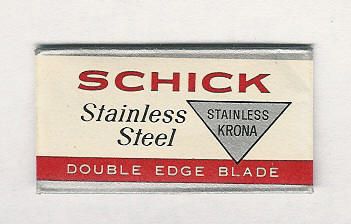 SCHICK
Stainless
Steel
STAINLESS
KRONA
DOUBLE EDGE BLADE